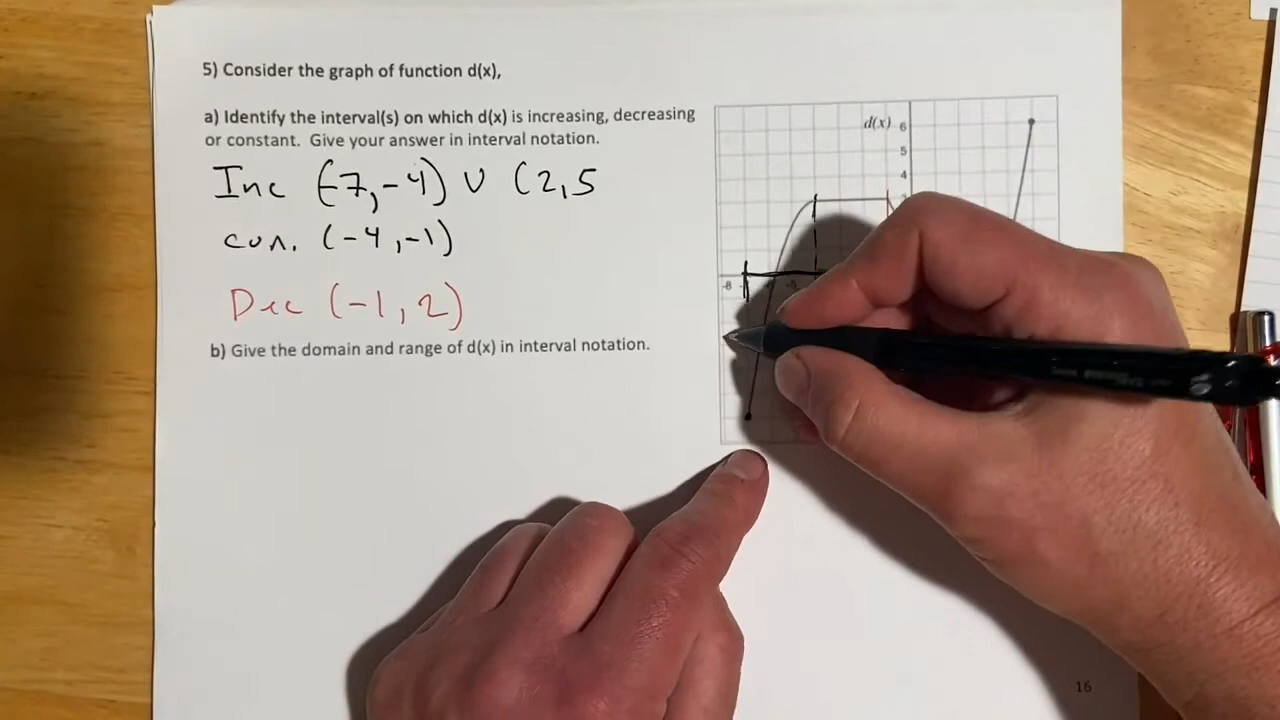 5) Consider the graph of function d(x),
a) Identify the interval(s) on which d(x) is increasing, decreasing
or constant. Give your answer in interval notation.
Inc (-7,-4) ∪ (2,5
con. (-4,-1)
Dec (-1,2)
b) Give the domain and range of d(x) in interval notation.
d(x) 6
5
4
-8
16